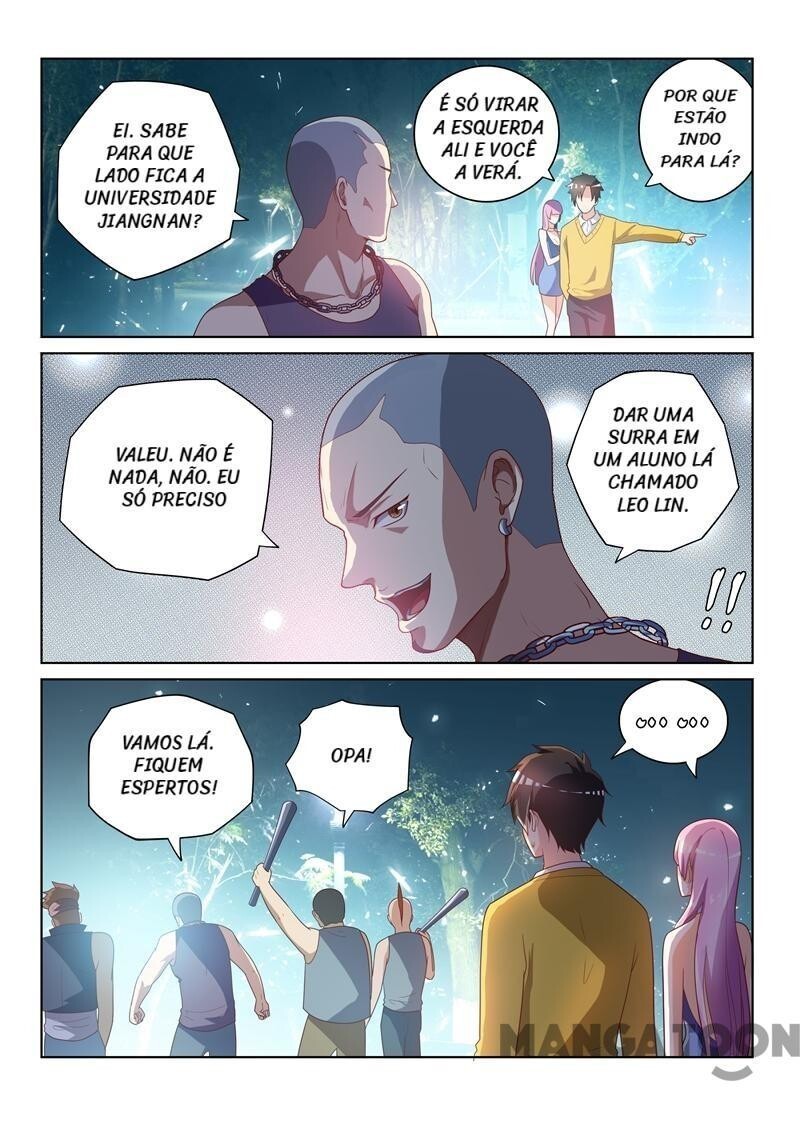 EI. SABE
PARA QUE
LADO FICA A
UNIVERSIDADE
JIANGNAN?
É SÓ VIRAR
A ESQUERDA
ALI E VOCÊ
A VERÁ.
POR QUE
ESTÃO
INDO
PARA LÁ?
VALEU. NÃO É
NADA, NÃO. EU
SÓ PRECISO
DAR UMA
SURRA EM
UM ALUNO LÁ
CHAMADO
LEO LIN.
!!
VAMOS LÁ.
FIQUEM
ESPERTOS!
OPA!
MANGATOON